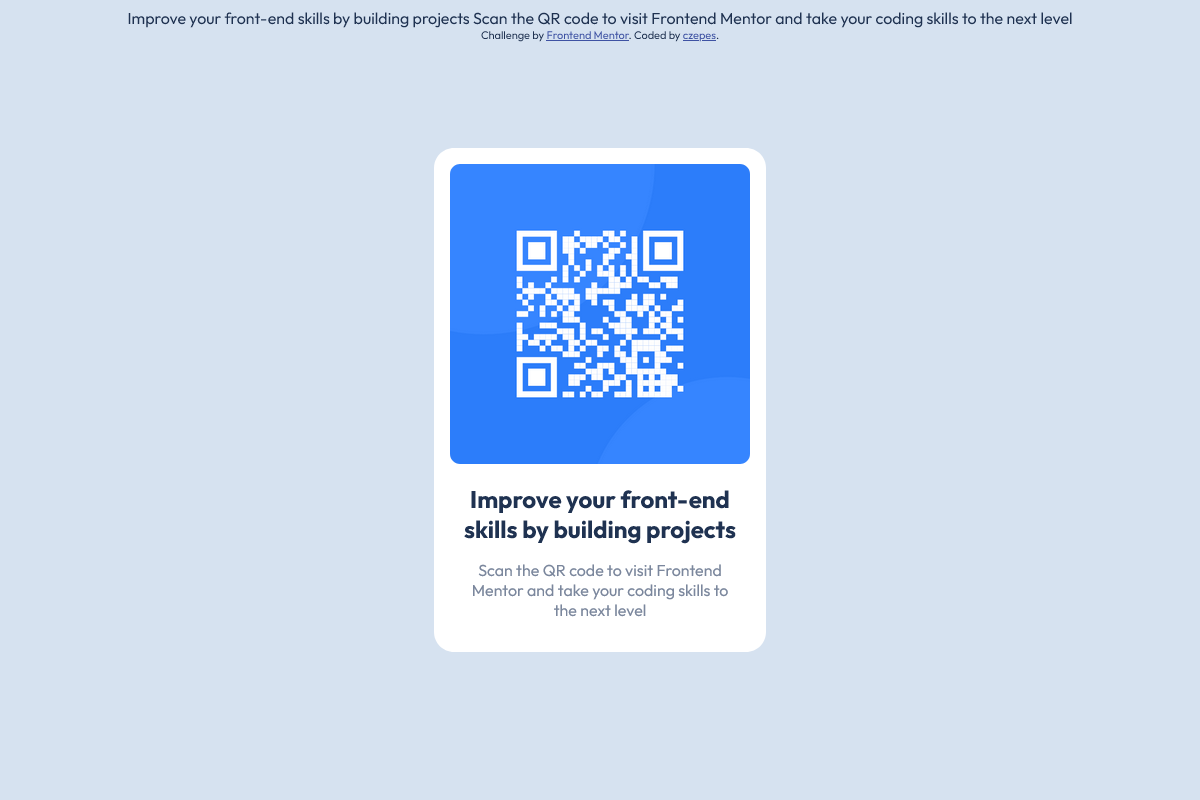 Improve your front-end skills by building projects Scan the QR code to visit Frontend Mentor and take your coding skills to the next level
Challenge by Frontend Mentor. Coded by czepes.
Improve your front-end
skills by building projects
Scan the QR code to visit Frontend
Mentor and take your coding skills to
the next level